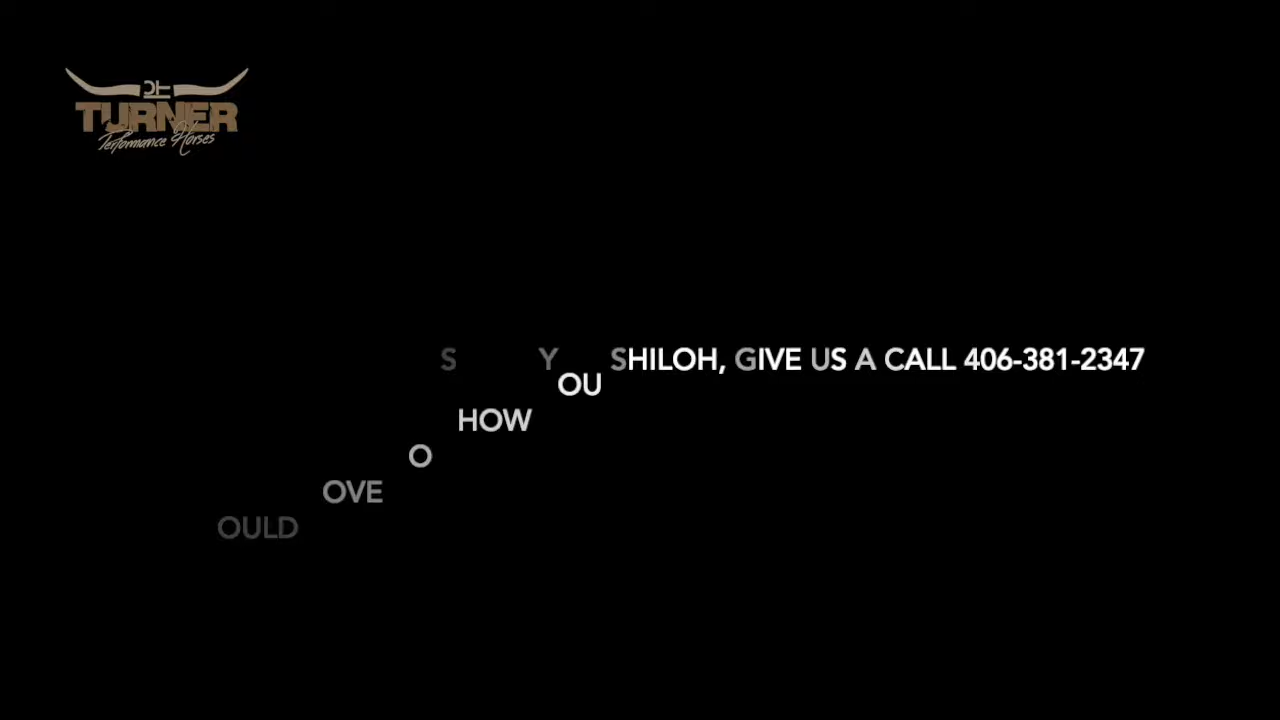 TURNER
Performance Horses
S Y SHILOH, GIVE US A CALL 406-381-2347
OU
HOW
O
OVE
OULD